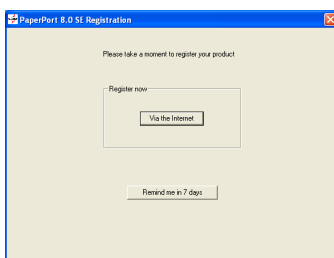 PaperPort 8.0 SE Registration
Please take a moment to register your product
Register now
Via the Internet
Remind me in 7 days